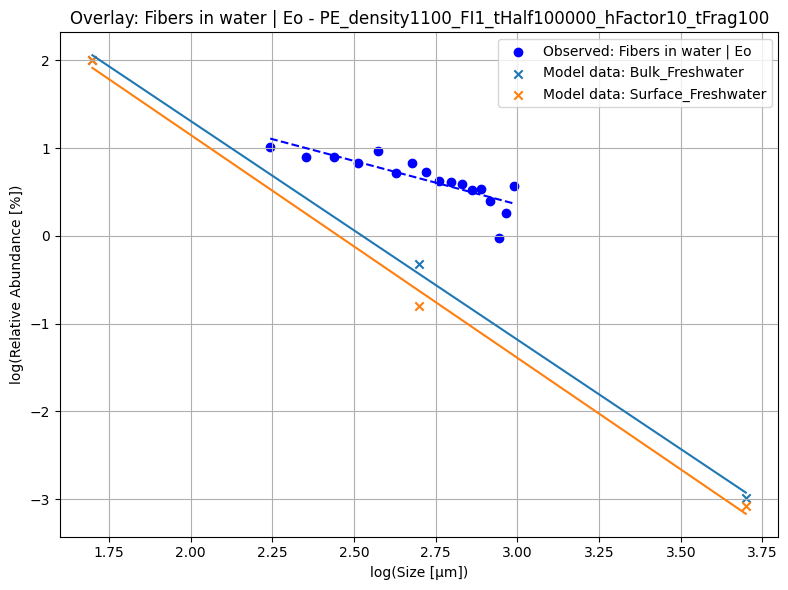 Overlay: Fibers in water | Eo - PE_density1100_FI1_tHalf100000_hFactor10_tFrag100
Observed: Fibers in water | Eo
Model data: Bulk_Freshwater
Model data: Surface_Freshwater
log(Relative Abundance [%])
2
1
0
−1
−2
−3
1.75
2.00
2.25
2.50
2.75
3.00
3.25
3.50
3.75
log(Size [µm])